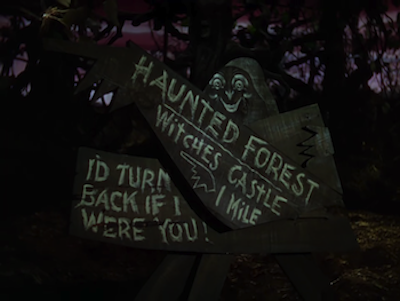 HAUNTED FOREST
WITCHES CASTLE
1 MILE
I'D TURN
BACK IF I
WERE YOU!